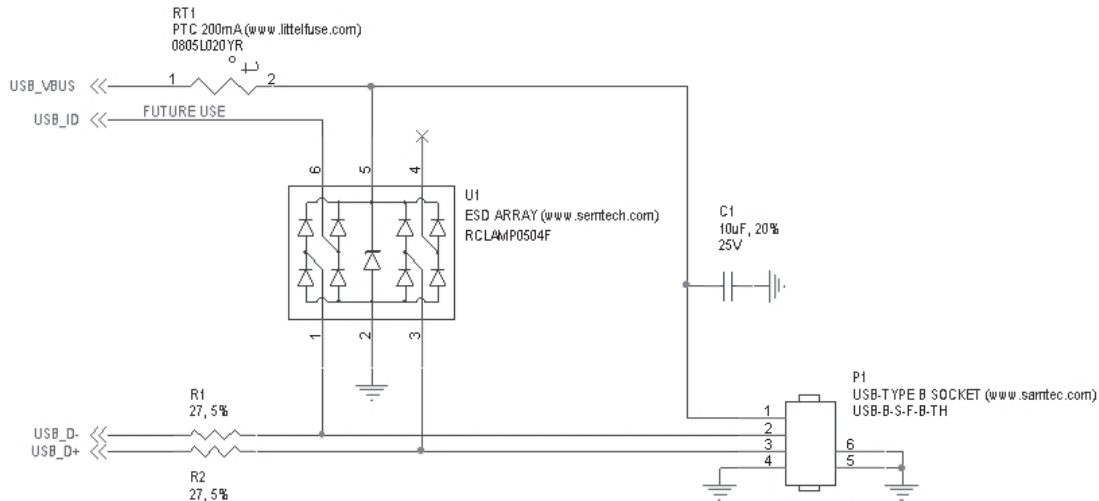 RT1
PTC 200mA (www.littelfuse.com)
0805L020YR
t°
1
2
USB_VBUS
USB_ID
FUTURE USE
6
5
4
U1
ESD ARRAY (www.semtech.com)
RCLAMP0504F
C1
10uF, 20%
25V
1
2
3
P1
USB-TYPE B SOCKET (www.samtec.com)
USB-B-S-F-B-TH
R1
27, 5%
USB_D-
USB_D+
R2
27, 5%
1
2
3
4
6
5